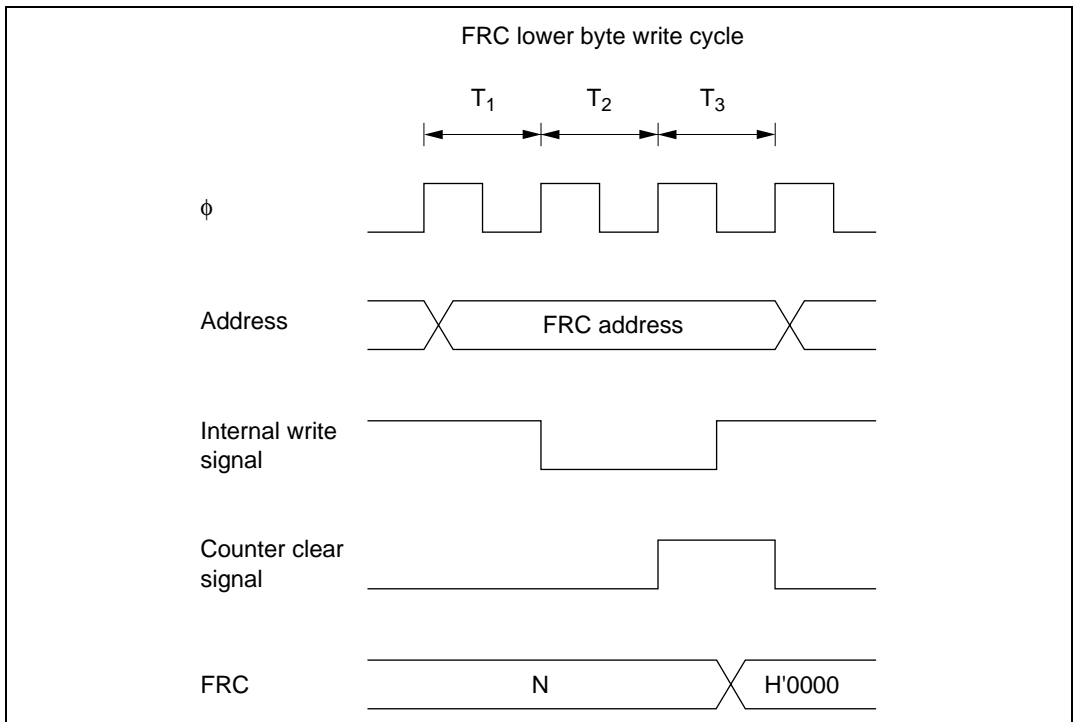 FRC lower byte write cycle
T1 T2 T3
ϕ
Address
FRC address
Internal write
signal
Counter clear
signal
FRC
N
H'0000